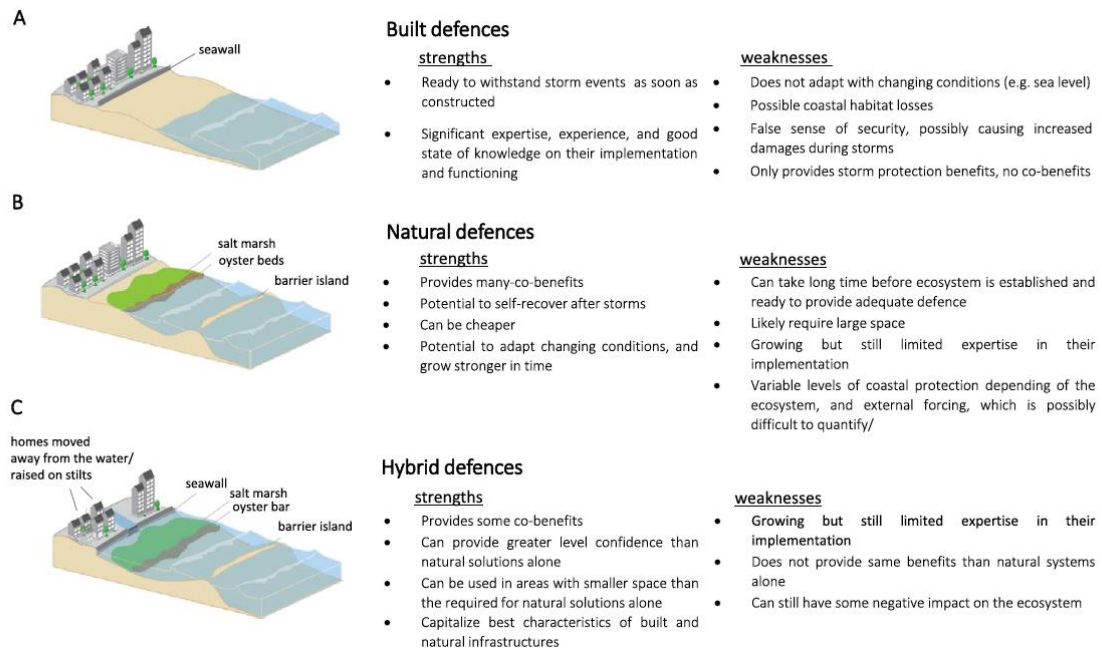 A
seawall
Built defences
strengths
• Ready to withstand storm events as soon as
constructed
• Significant expertise, experience, and good
state of knowledge on their implementation
and functioning
weaknesses
• Does not adapt with changing conditions (e.g. sea level)
• Possible coastal habitat losses
• False sense of security, possibly causing increased
damages during storms
• Only provides storm protection benefits, no co-benefits
B
salt marsh
oyster beds
barrier island
Natural defences
strengths
• Provides many-co-benefits
• Potential to self-recover after storms
• Can be cheaper
• Potential to adapt changing conditions, and
grow stronger in time
weaknesses
• Can take long time before ecosystem is established and
ready to provide adequate defence
• Likely require large space
• Growing but still limited expertise in their
implementation
• Variable levels of coastal protection depending of the
ecosystem, and external forcing, which is possibly
difficult to quantify/
C
homes moved
away from the water/
raised on stilts
seawall
salt marsh
oyster bar
barrier island
Hybrid defences
strengths
• Provides some co-benefits
• Can provide greater level confidence than
natural solutions alone
• Can be used in areas with smaller space than
the required for natural solutions alone
• Capitalize best characteristics of built and
natural infrastructures
weaknesses
• Growing but still limited expertise in their
implementation
• Does not provide same benefits than natural systems
alone
• Can still have some negative impact on the ecosystem